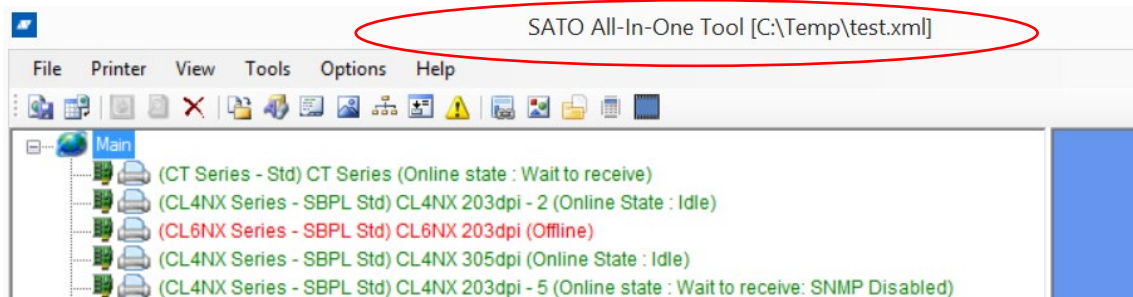 SATO All-In-One Tool [C:\Temp\test.xml]
File Printer View Tools Options Help
Main
(CT Series - Std) CT Series (Online state : Wait to receive)
(CL4NX Series - SBPL Std) CL4NX 203dpi - 2 (Online State : Idle)
(CL6NX Series - SBPL Std) CL6NX 203dpi (Offline)
(CL4NX Series - SBPL Std) CL4NX 305dpi (Online State : Idle)
(CL4NX Series - SBPL Std) CL4NX 203dpi - 5 (Online state : Wait to receive: SNMP Disabled)